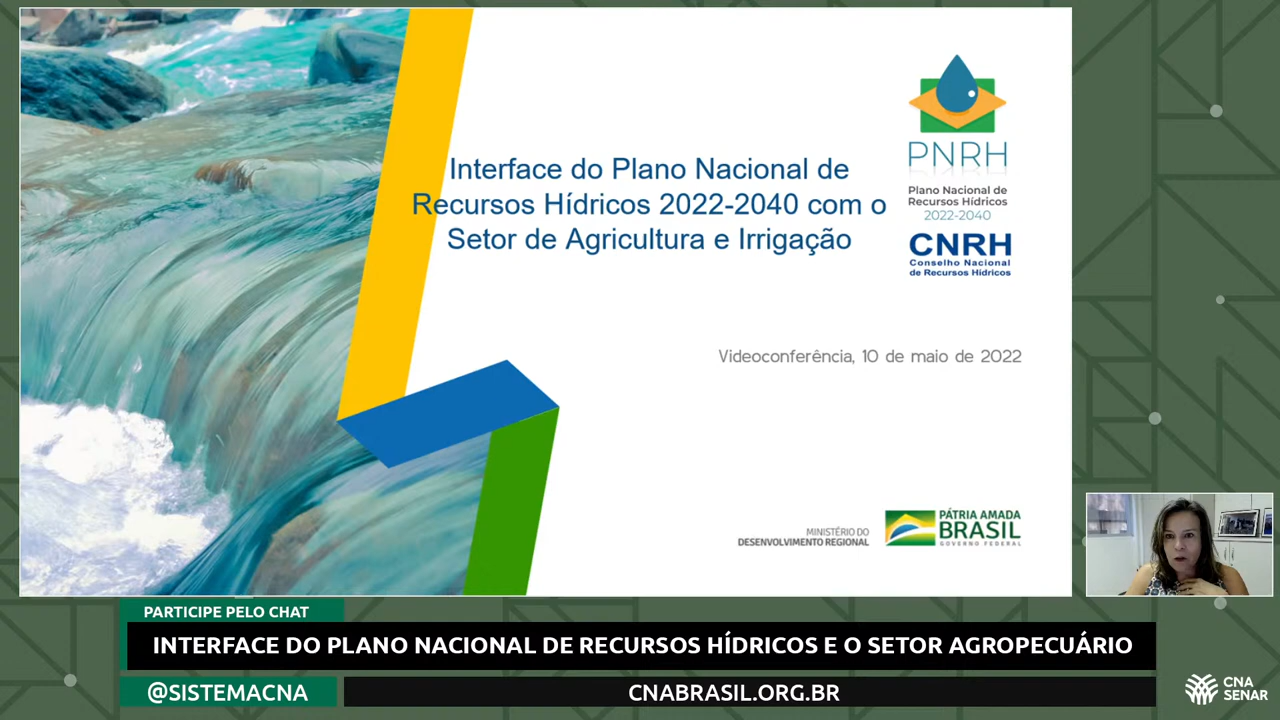 Interface do Plano Nacional de
Recursos Hídricos 2022-2040 com o
Setor de Agricultura e Irrigação
PNRH
Plano Nacional de
Recursos Hídricos
2022-2040
CNRH
Conselho Nacional
de Recursos Hídricos
Videoconferência, 10 de maio de 2022
MINISTÉRIO DO
DESENVOLVIMENTO REGIONAL
PÁTRIA AMADA
BRASIL
GOVERNO FEDERAL
PARTICIPE PELO CHAT
INTERFACE DO PLANO NACIONAL DE RECURSOS HÍDRICOS E O SETOR AGROPECUÁRIO
@SISTEMACNA
CNABRASIL.ORG.BR
CNA
SENAR